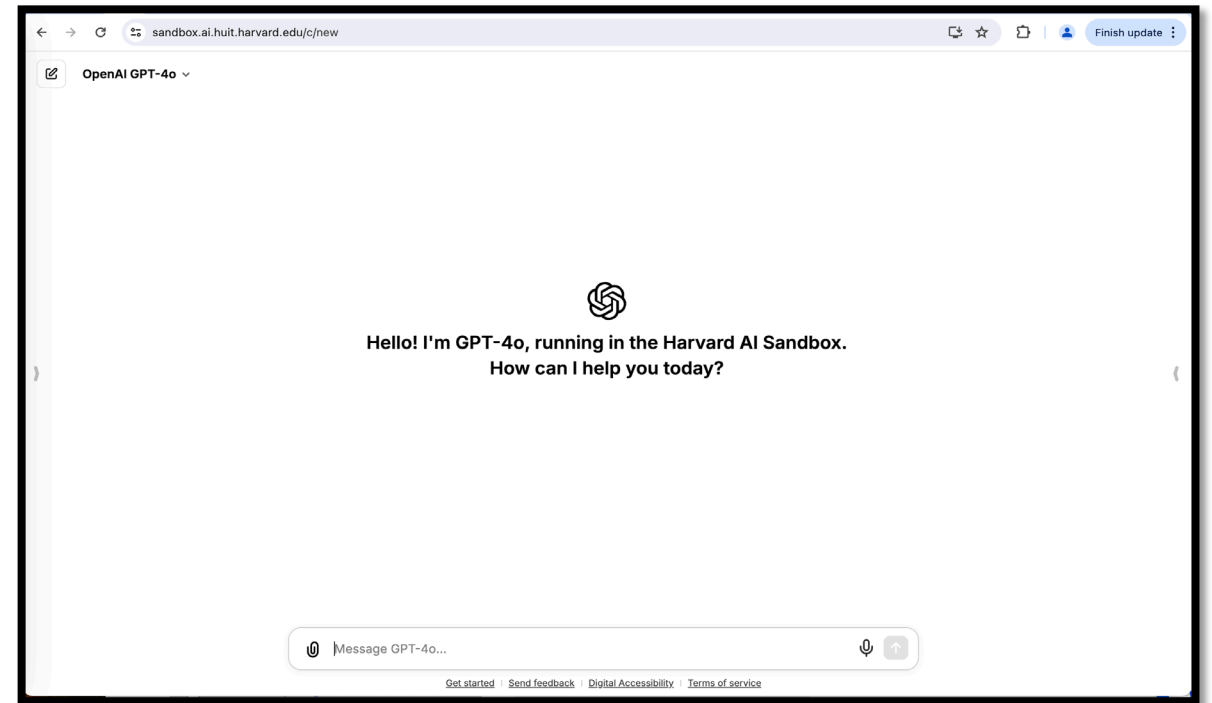 sandbox.ai.huit.harvard.edu/c/new
Finish update
OpenAI GPT-4o
Hello! I'm GPT-4o, running in the Harvard AI Sandbox.
How can I help you today?
Message GPT-4o...
Get started | Send feedback | Digital Accessibility | Terms of service